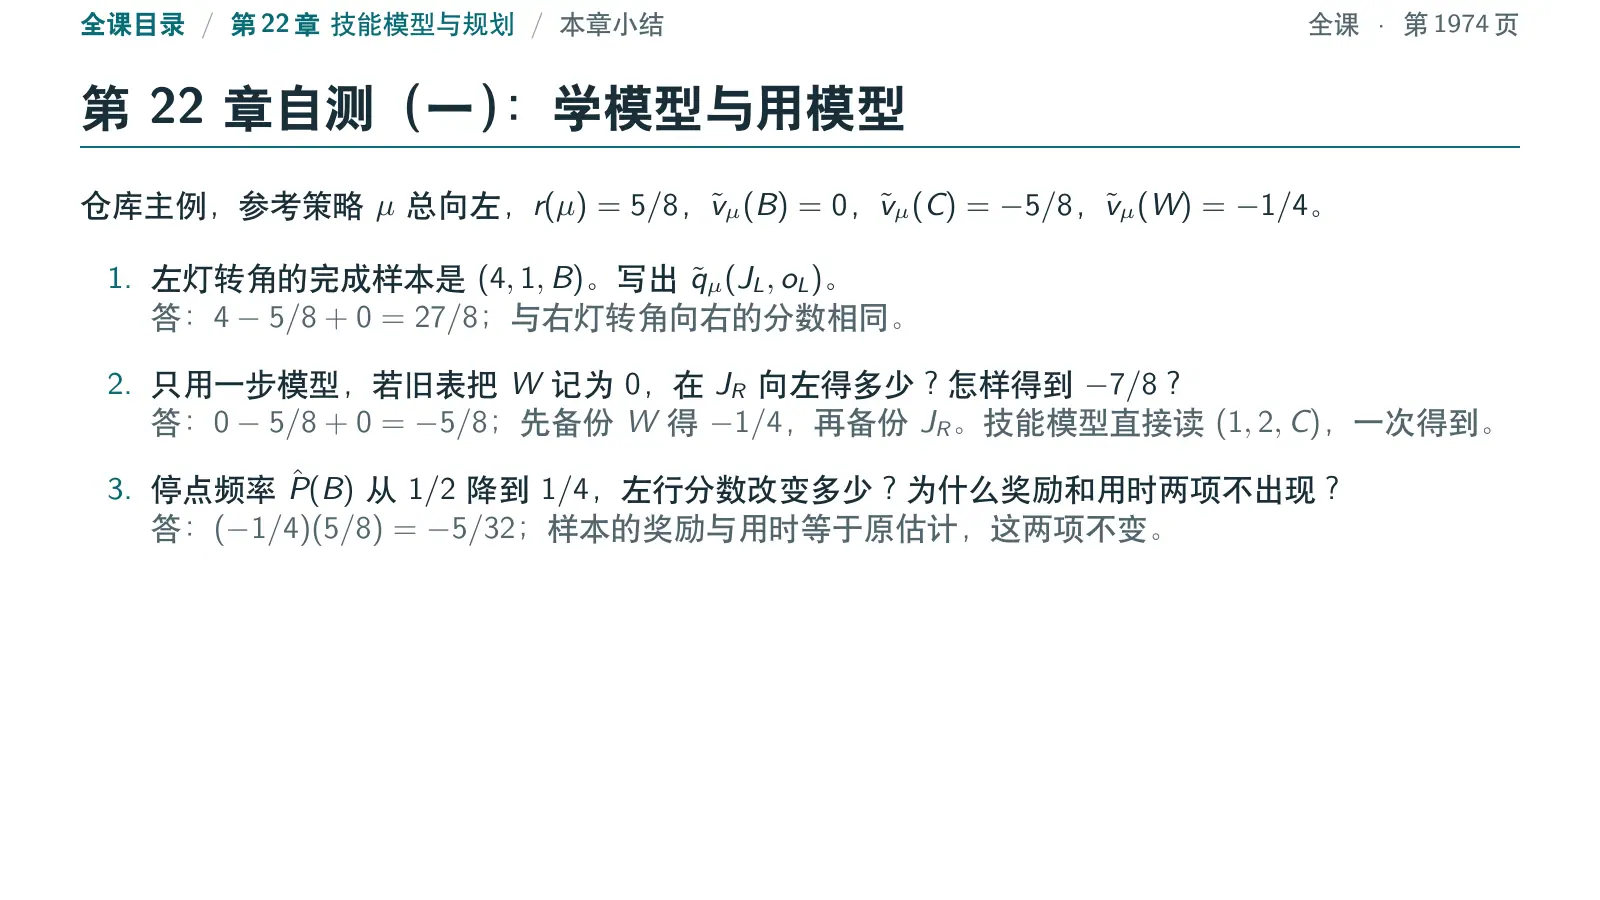 全课目录 / 第 22 章 技能模型与规划 / 本章小结
全课 · 第 1974 页
第 22 章自测（一）：学模型与用模型
仓库主例，参考策略 μ 总向左，r(μ) = 5/8，ṽ_μ(B) = 0，ṽ_μ(C) = −5/8，ṽ_μ(W) = −1/4。
1. 左灯转角的完成样本是 (4, 1, B)。写出 q̃_μ(J_L, o_L)。
答：4 − 5/8 + 0 = 27/8；与右灯转角向右的分数相同。
2. 只用一步模型，若旧表把 W 记为 0，在 J_R 向左得多少？怎样得到 −7/8？
答：0 − 5/8 + 0 = −5/8；先备份 W 得 −1/4，再备份 J_R。技能模型直接读 (1, 2, C)，一次得到。
3. 停点频率 P̂(B) 从 1/2 降到 1/4，左行分数改变多少？为什么奖励和用时两项不出现？
答：(−1/4)(5/8) = −5/32；样本的奖励与用时等于原估计，这两项不变。